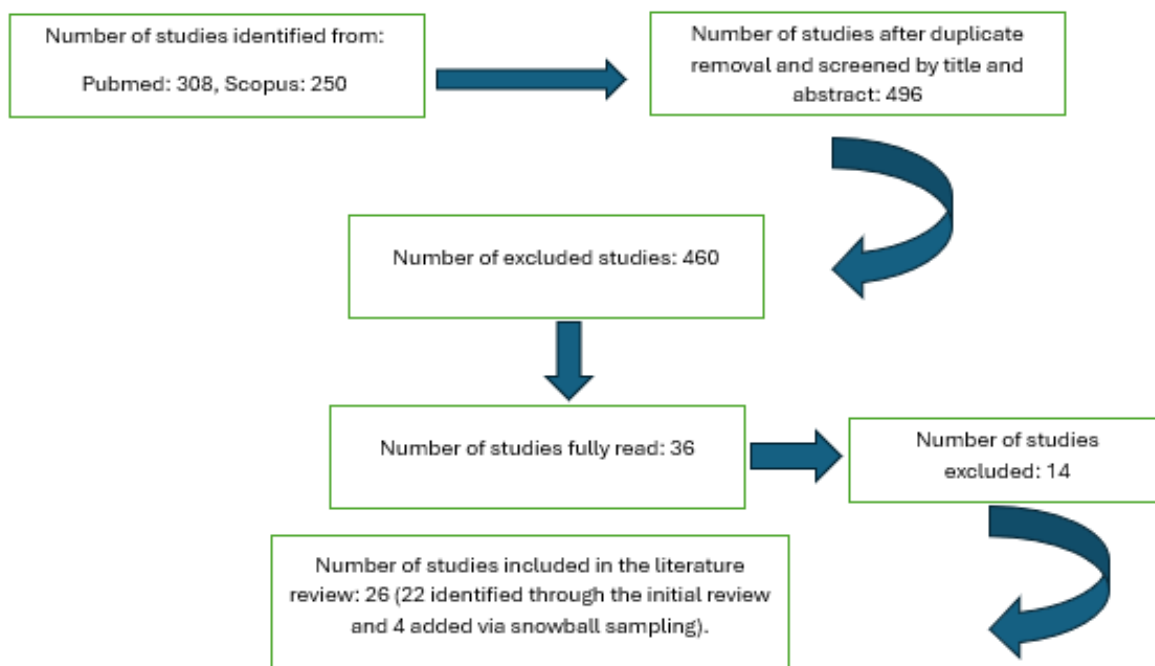 Number of studies identified from:
Pubmed: 308, Scopus: 250
Number of studies after duplicate
removal and screened by title and
abstract: 496
Number of excluded studies: 460
Number of studies fully read: 36
Number of studies
excluded: 14
Number of studies included in the literature
review: 26 (22 identified through the initial review
and 4 added via snowball sampling).